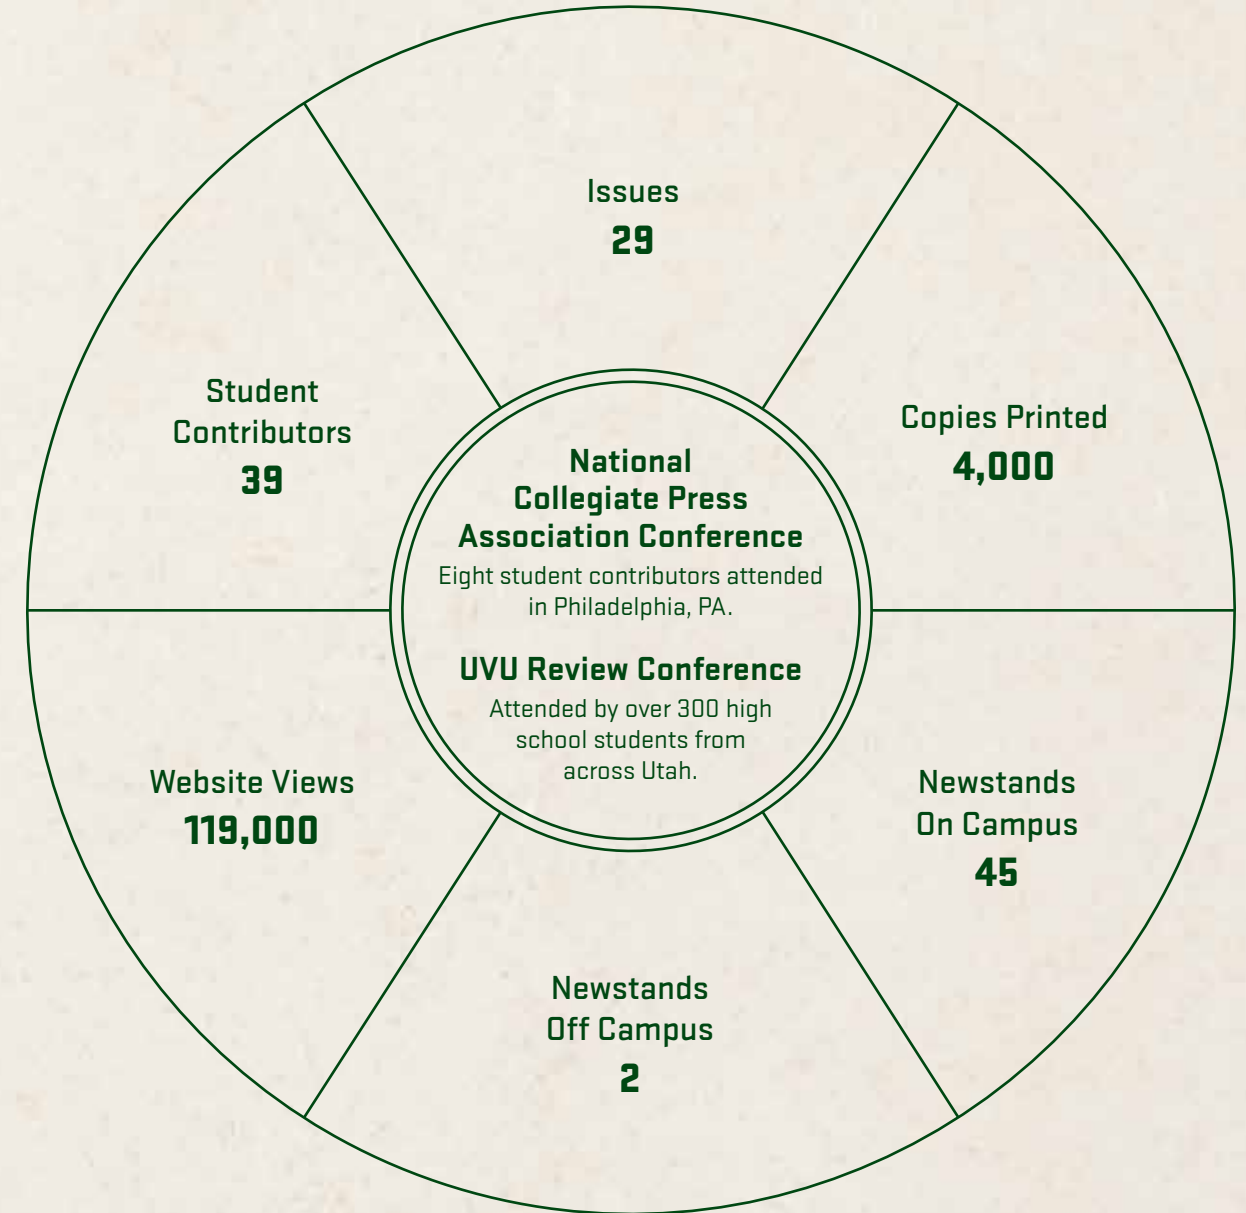 Issues
29
Copies Printed
4,000
Newstands
On Campus
45
Newstands
Off Campus
2
Website Views
119,000
Student
Contributors
39
National
Collegiate Press
Association Conference
Eight student contributors attended
in Philadelphia, PA.
UVU Review Conference
Attended by over 300 high
school students from
across Utah.